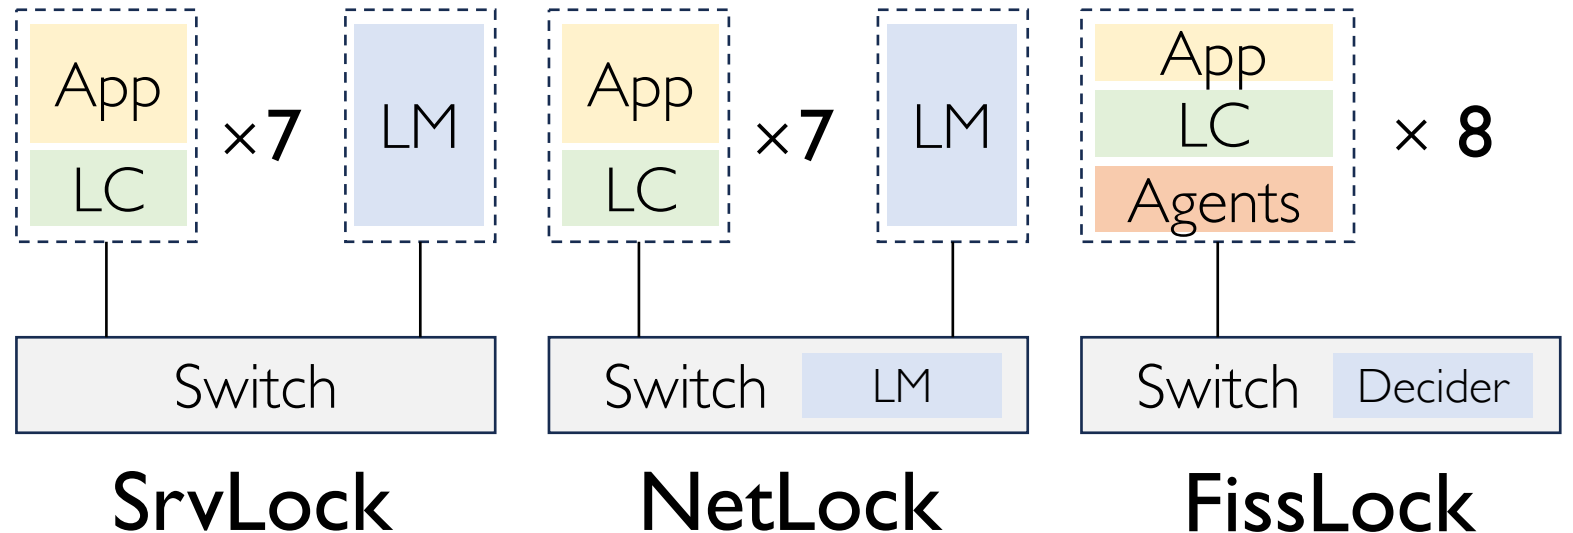 App
LC
×7
LM
Switch
SrvLock
App
LC
×7
LM
Switch
LM
NetLock
App
LC
Agents
× 8
Switch
Decider
FissLock